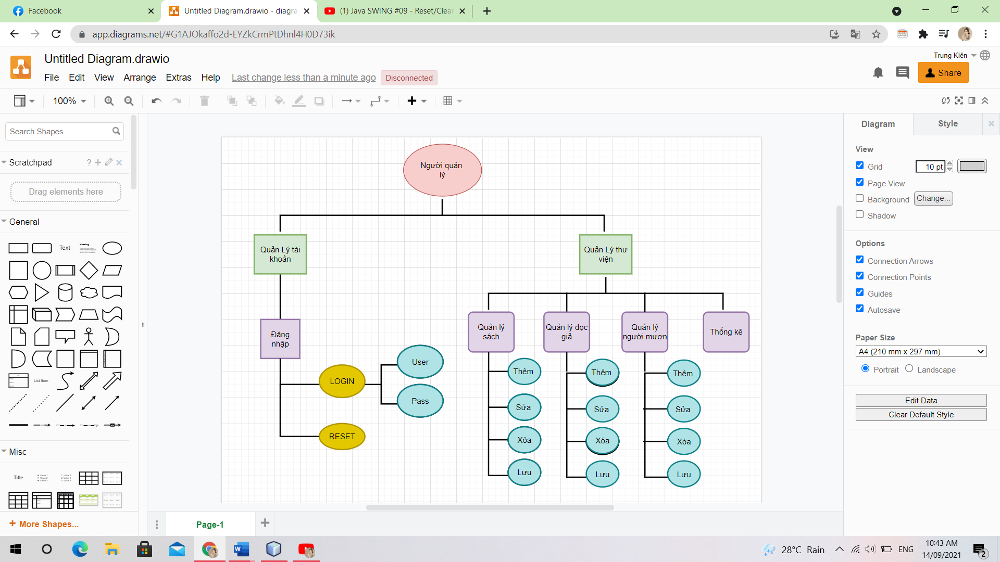 Facebook
Untitled Diagram.drawio - diagra
(1) Java SWING #09 - Reset/Clea
app.diagrams.net/#G1AJOkaffo2d-EYZkCrmPtDhnl4H0D73ik
Untitled Diagram.drawio
Trung Kiên
File Edit View Arrange Extras Help Last change less than a minute ago Disconnected
Share
100%
Search Shapes
Scratchpad
?
Drag elements here
General
Text
Heading
List Item
Misc
Title
+ More Shapes...
Người quản
lý
Quản Lý tài
khoản
Quản Lý thư
viện
Đăng
nhập
LOGIN
RESET
User
Pass
Quản lý
sách
Quản lý đọc
giả
Quản lý
người mượn
Thống kê
Thêm
Sửa
Xóa
Lưu
Thêm
Sửa
Xóa
Lưu
Thêm
Sửa
Xóa
Lưu
Page-1
Diagram Style
View
Grid 10 pt
Page View
Background Change...
Shadow
Options
Connection Arrows
Connection Points
Guides
Autosave
Paper Size
A4 (210 mm x 297 mm)
Portrait Landscape
Edit Data
Clear Default Style
28°C Rain
ENG
10:43 AM
14/09/2021
2